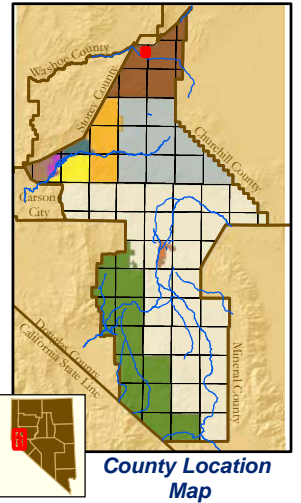 Washoe County
Storey County
Churchill County
Carson
City
Douglas County
California State Line
Mineral County
County Location
Map